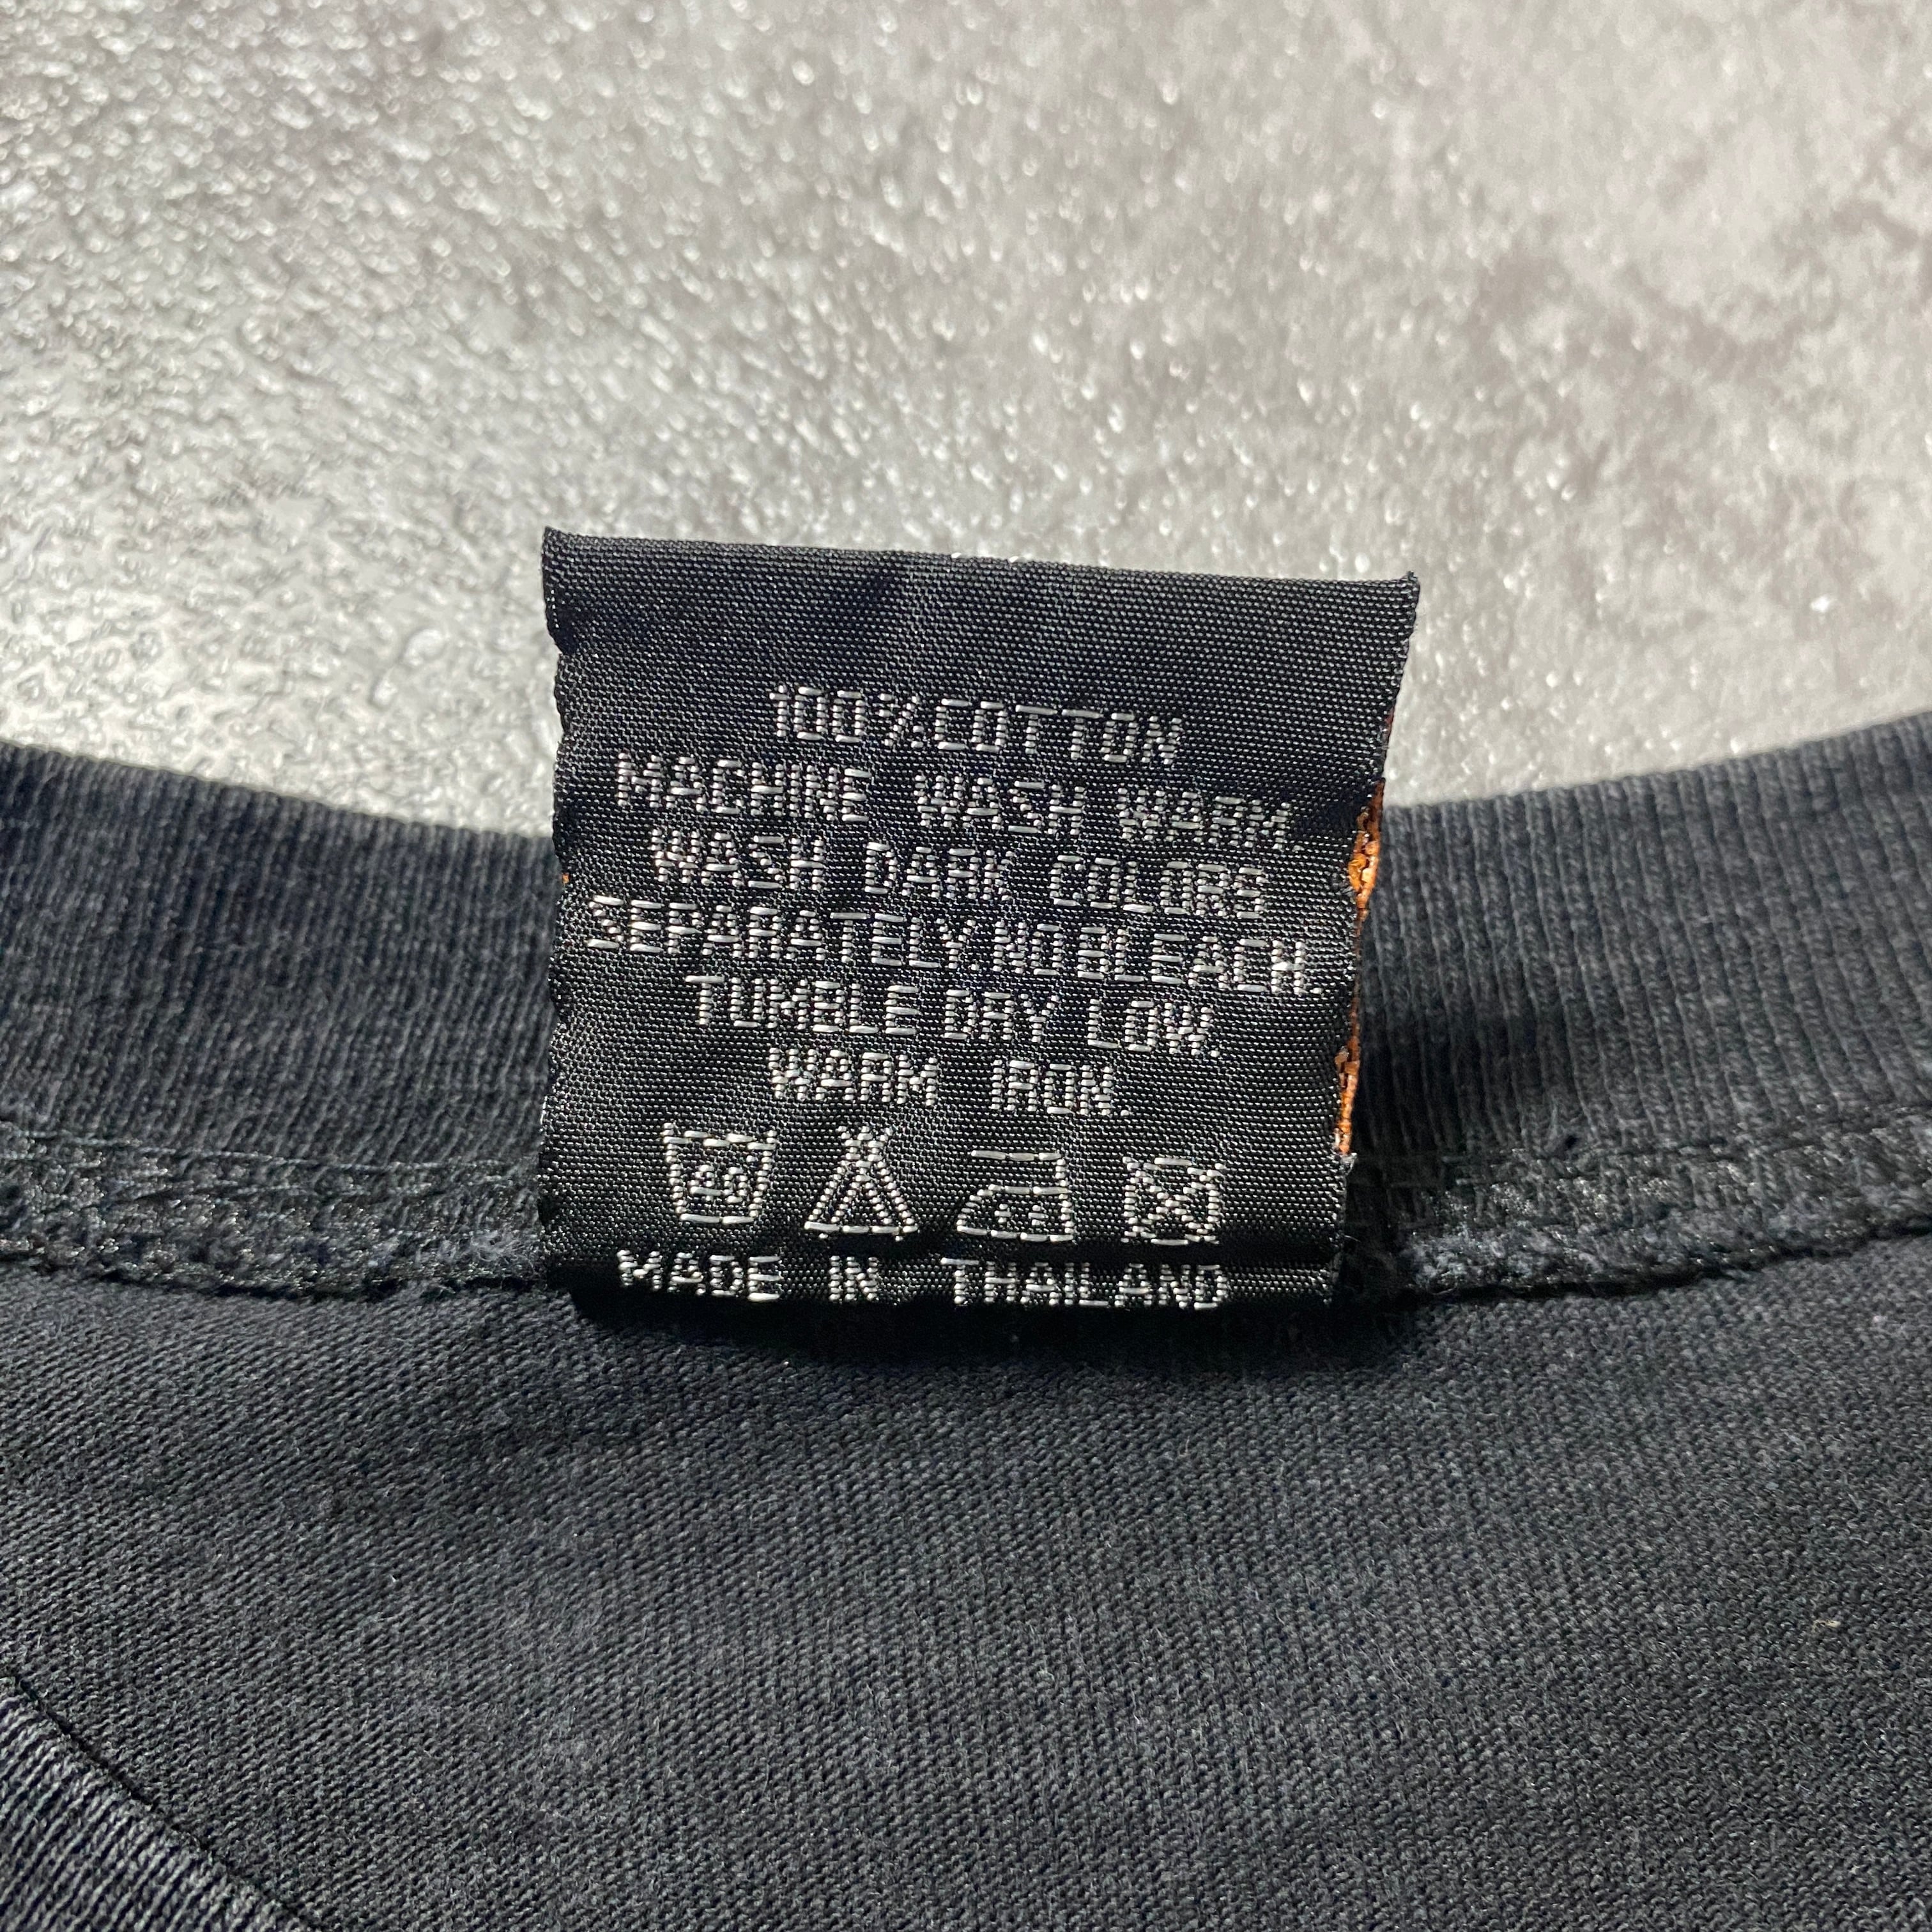 100%COTTON
MACHINE WASH WARM.
WASH DARK COLORS
SEPARATELY.NO BLEACH.
TUMBLE DRY LOW.
WARM IRON.
40
MADE IN THAILAND